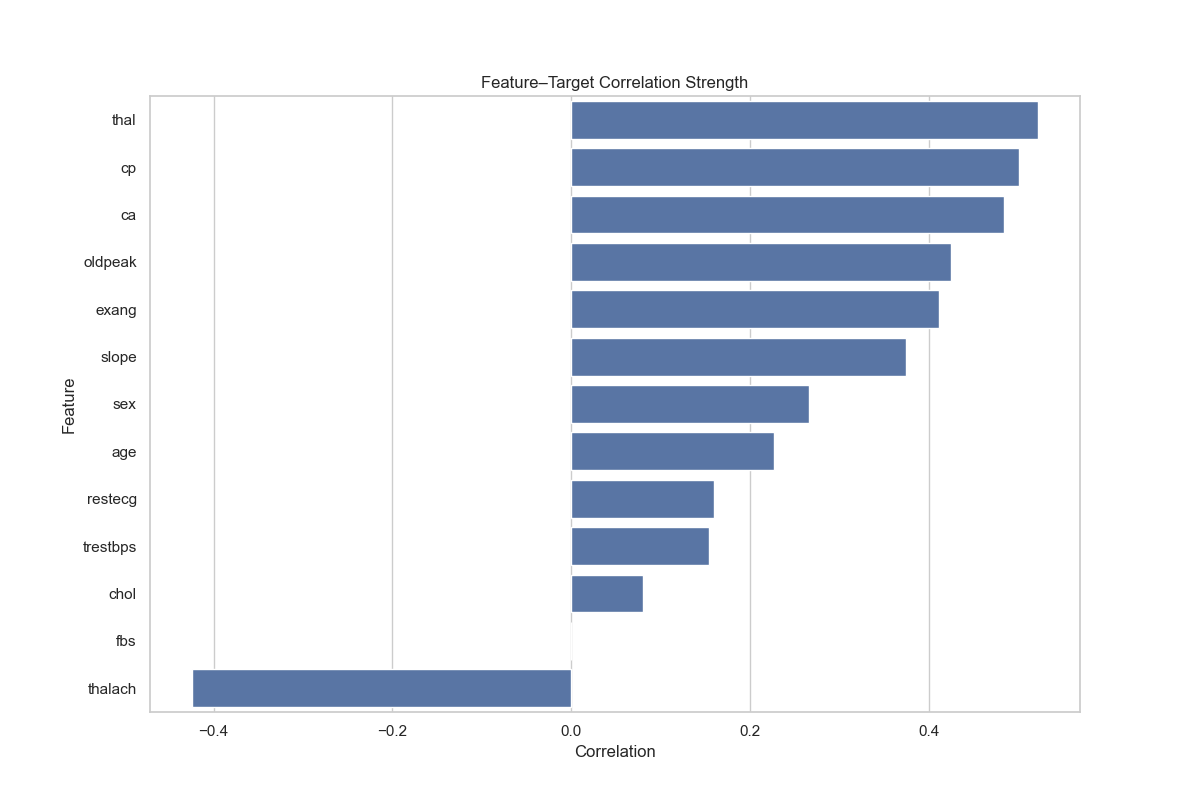 Feature–Target Correlation Strength
thal
cp
ca
oldpeak
exang
slope
sex
age
restecg
trestbps
chol
fbs
thalach
Feature
−0.4
−0.2
0.0
0.2
0.4
Correlation